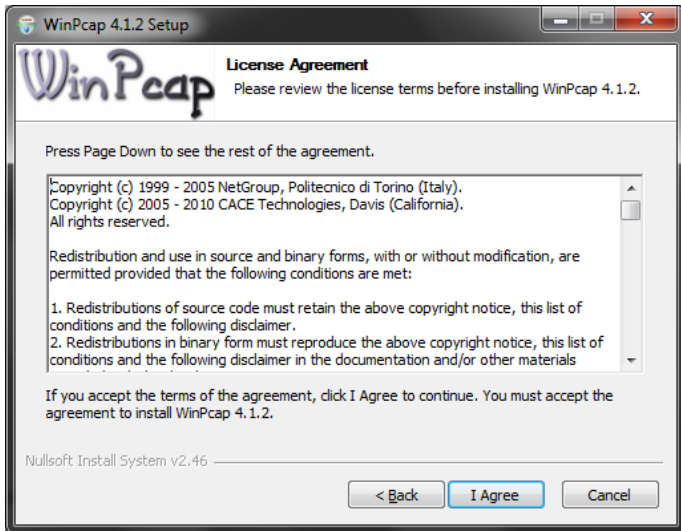 WinPcap 4.1.2 Setup
WinPcap
License Agreement
Please review the license terms before installing WinPcap 4.1.2.
Press Page Down to see the rest of the agreement.
Copyright (c) 1999 - 2005 NetGroup, Politecnico di Torino (Italy).
Copyright (c) 2005 - 2010 CACE Technologies, Davis (California).
All rights reserved.
Redistribution and use in source and binary forms, with or without modification, are
permitted provided that the following conditions are met:
1. Redistributions of source code must retain the above copyright notice, this list of
conditions and the following disclaimer.
2. Redistributions in binary form must reproduce the above copyright notice, this list of
conditions and the following disclaimer in the documentation and/or other materials
If you accept the terms of the agreement, click I Agree to continue. You must accept the
agreement to install WinPcap 4.1.2.
Nullsoft Install System v2.46
< Back
I Agree
Cancel